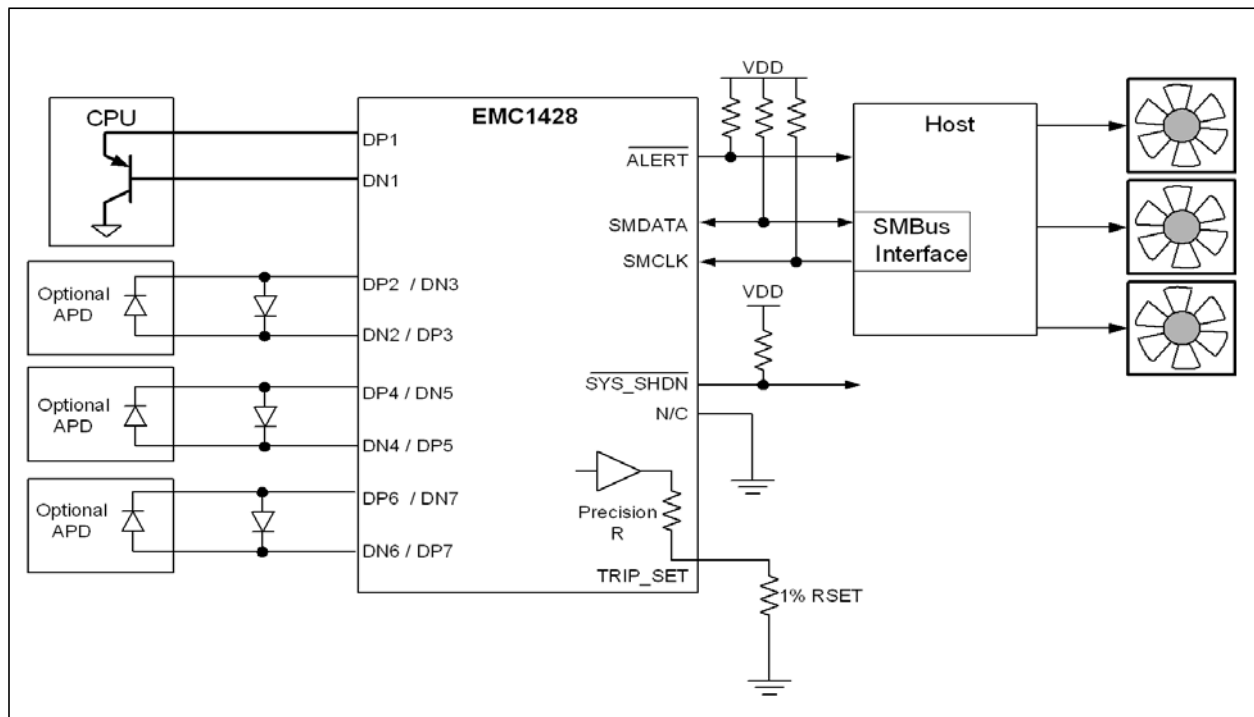 CPU
EMC1428
DP1
DN1
Optional
APD
DP2 / DN3
DN2 / DP3
Optional
APD
DP4 / DN5
DN4 / DP5
Optional
APD
DP6 / DN7
DN6 / DP7
ALERT
SMDATA
SMCLK
SYS_SHDN
N/C
Precision
R
TRIP_SET
1% RSET
VDD
VDD
Host
SMBus
Interface